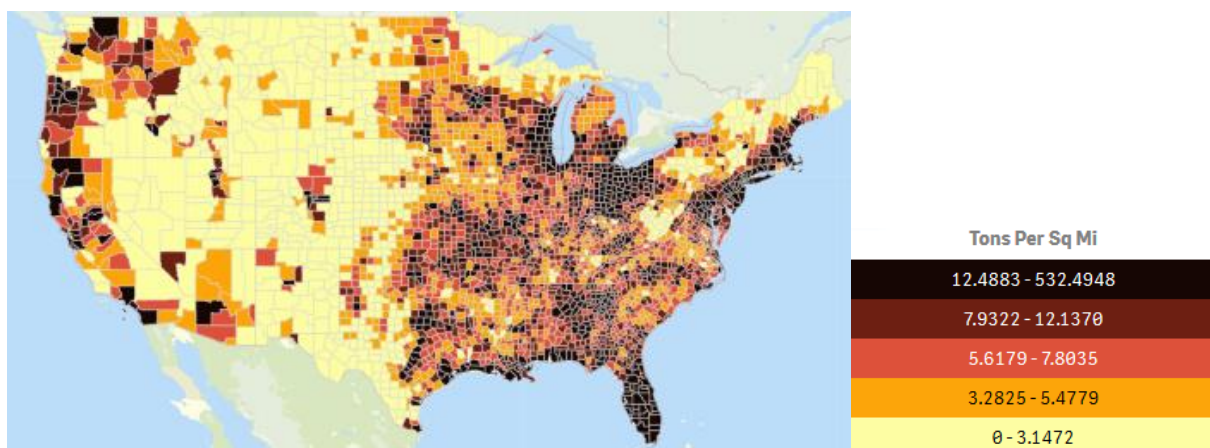 Tons Per Sq Mi
12.4883 - 532.4948
7.9322 - 12.1370
5.6179 - 7.8035
3.2825 - 5.4779
0 - 3.1472